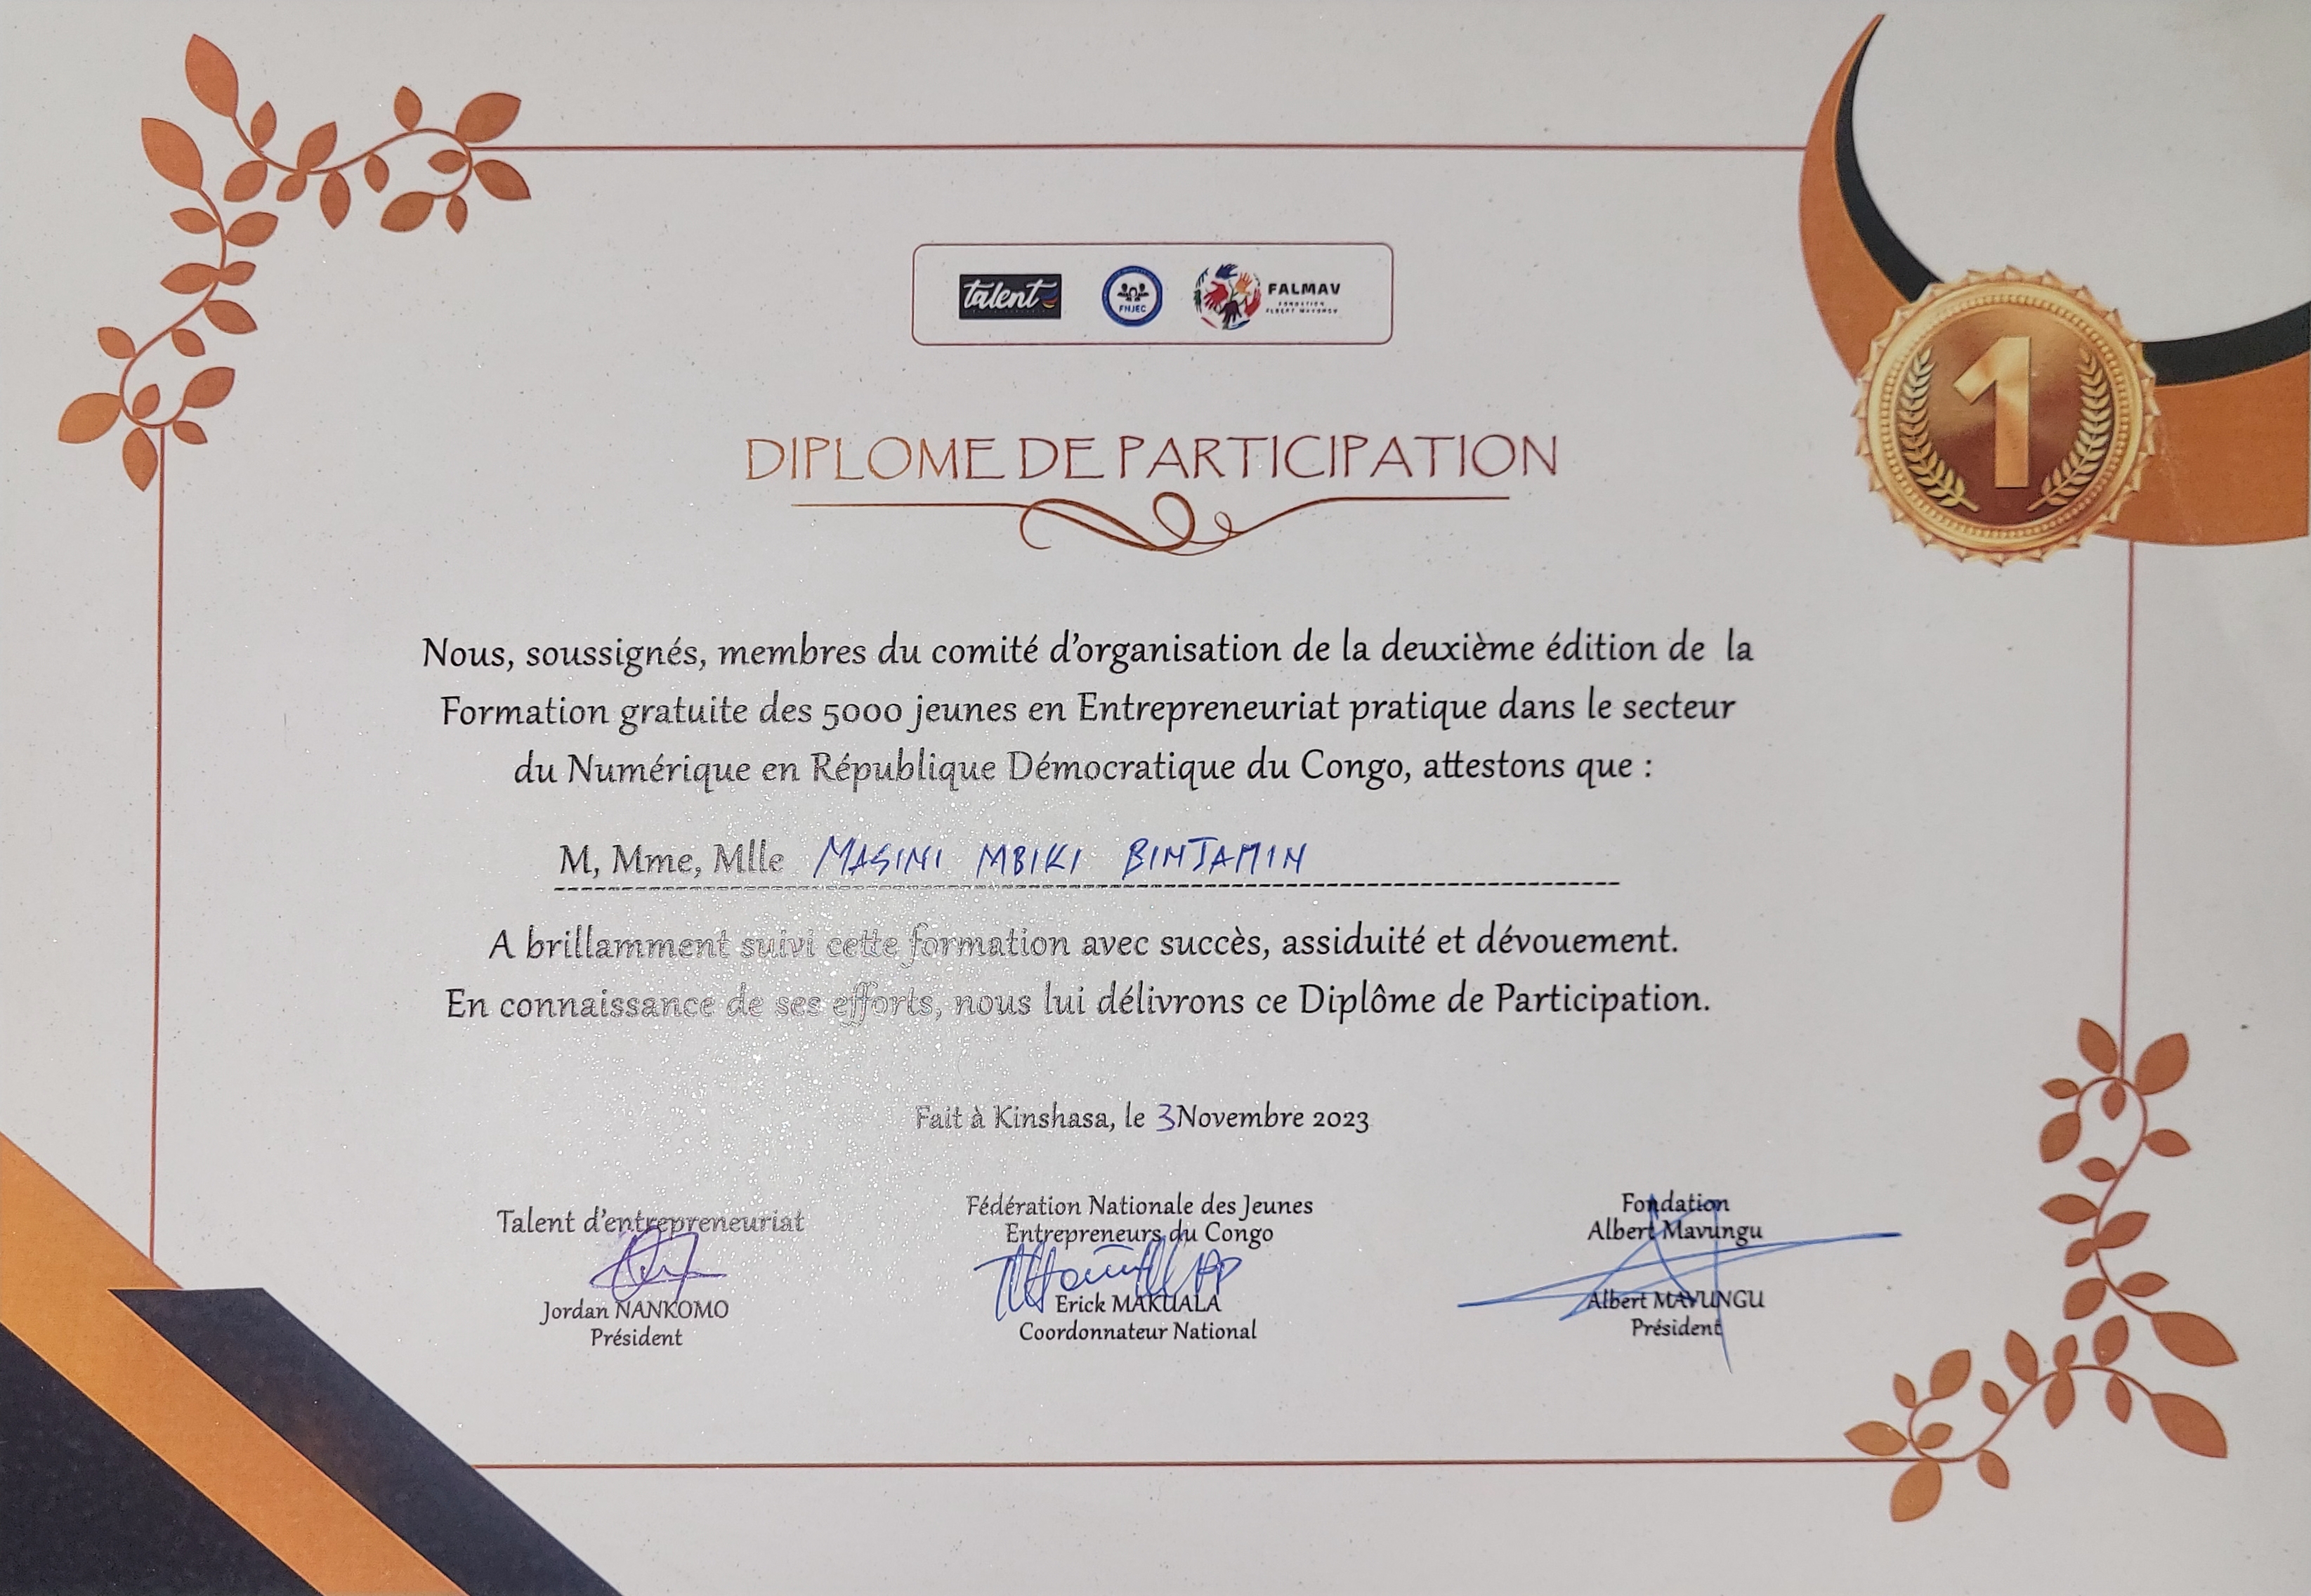 talent
FNJEC
FALMAV
FONDATION
ALBERT MAVUNGU
1
DIPLOME DE PARTICIPATION
Nous, soussignés, membres du comité d'organisation de la deuxième édition de la
Formation gratuite des 5000 jeunes en Entrepreneuriat pratique dans le secteur
du Numérique en République Démocratique du Congo, attestons que :
M, Mme, Mlle MASINI MBIKI BINJAMIN
A brillamment suivi cette formation avec succès, assiduité et dévouement.
En connaissance de ses efforts, nous lui délivrons ce Diplôme de Participation.
Fait à Kinshasa, le 3 Novembre 2023
Talent d'entrepreneuriat
Jordan NANKOMO
Président
Fédération Nationale des Jeunes
Entrepreneurs du Congo
Erick MAKUALA
Coordonnateur National
Fondation
Albert Mavungu
Albert MAVUNGU
Président